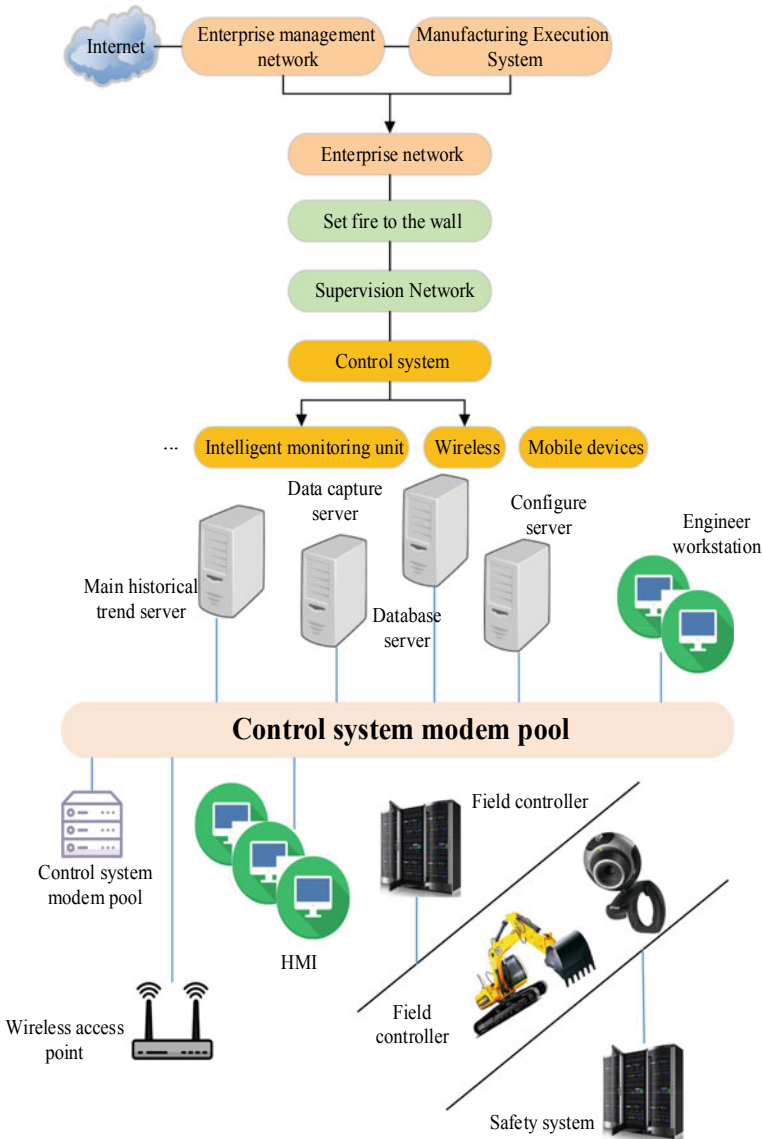 Internet
Enterprise management
network
Manufacturing Execution
System
Enterprise network
Set fire to the wall
Supervision Network
Control system
...
Intelligent monitoring unit
Wireless
Mobile devices
Data capture
server
Configure
server
Engineer
workstation
Main historical
trend server
Database
server
Control system modem pool
Field controller
Control system
modem pool
HMI
Field
controller
Wireless access
point
Safety system